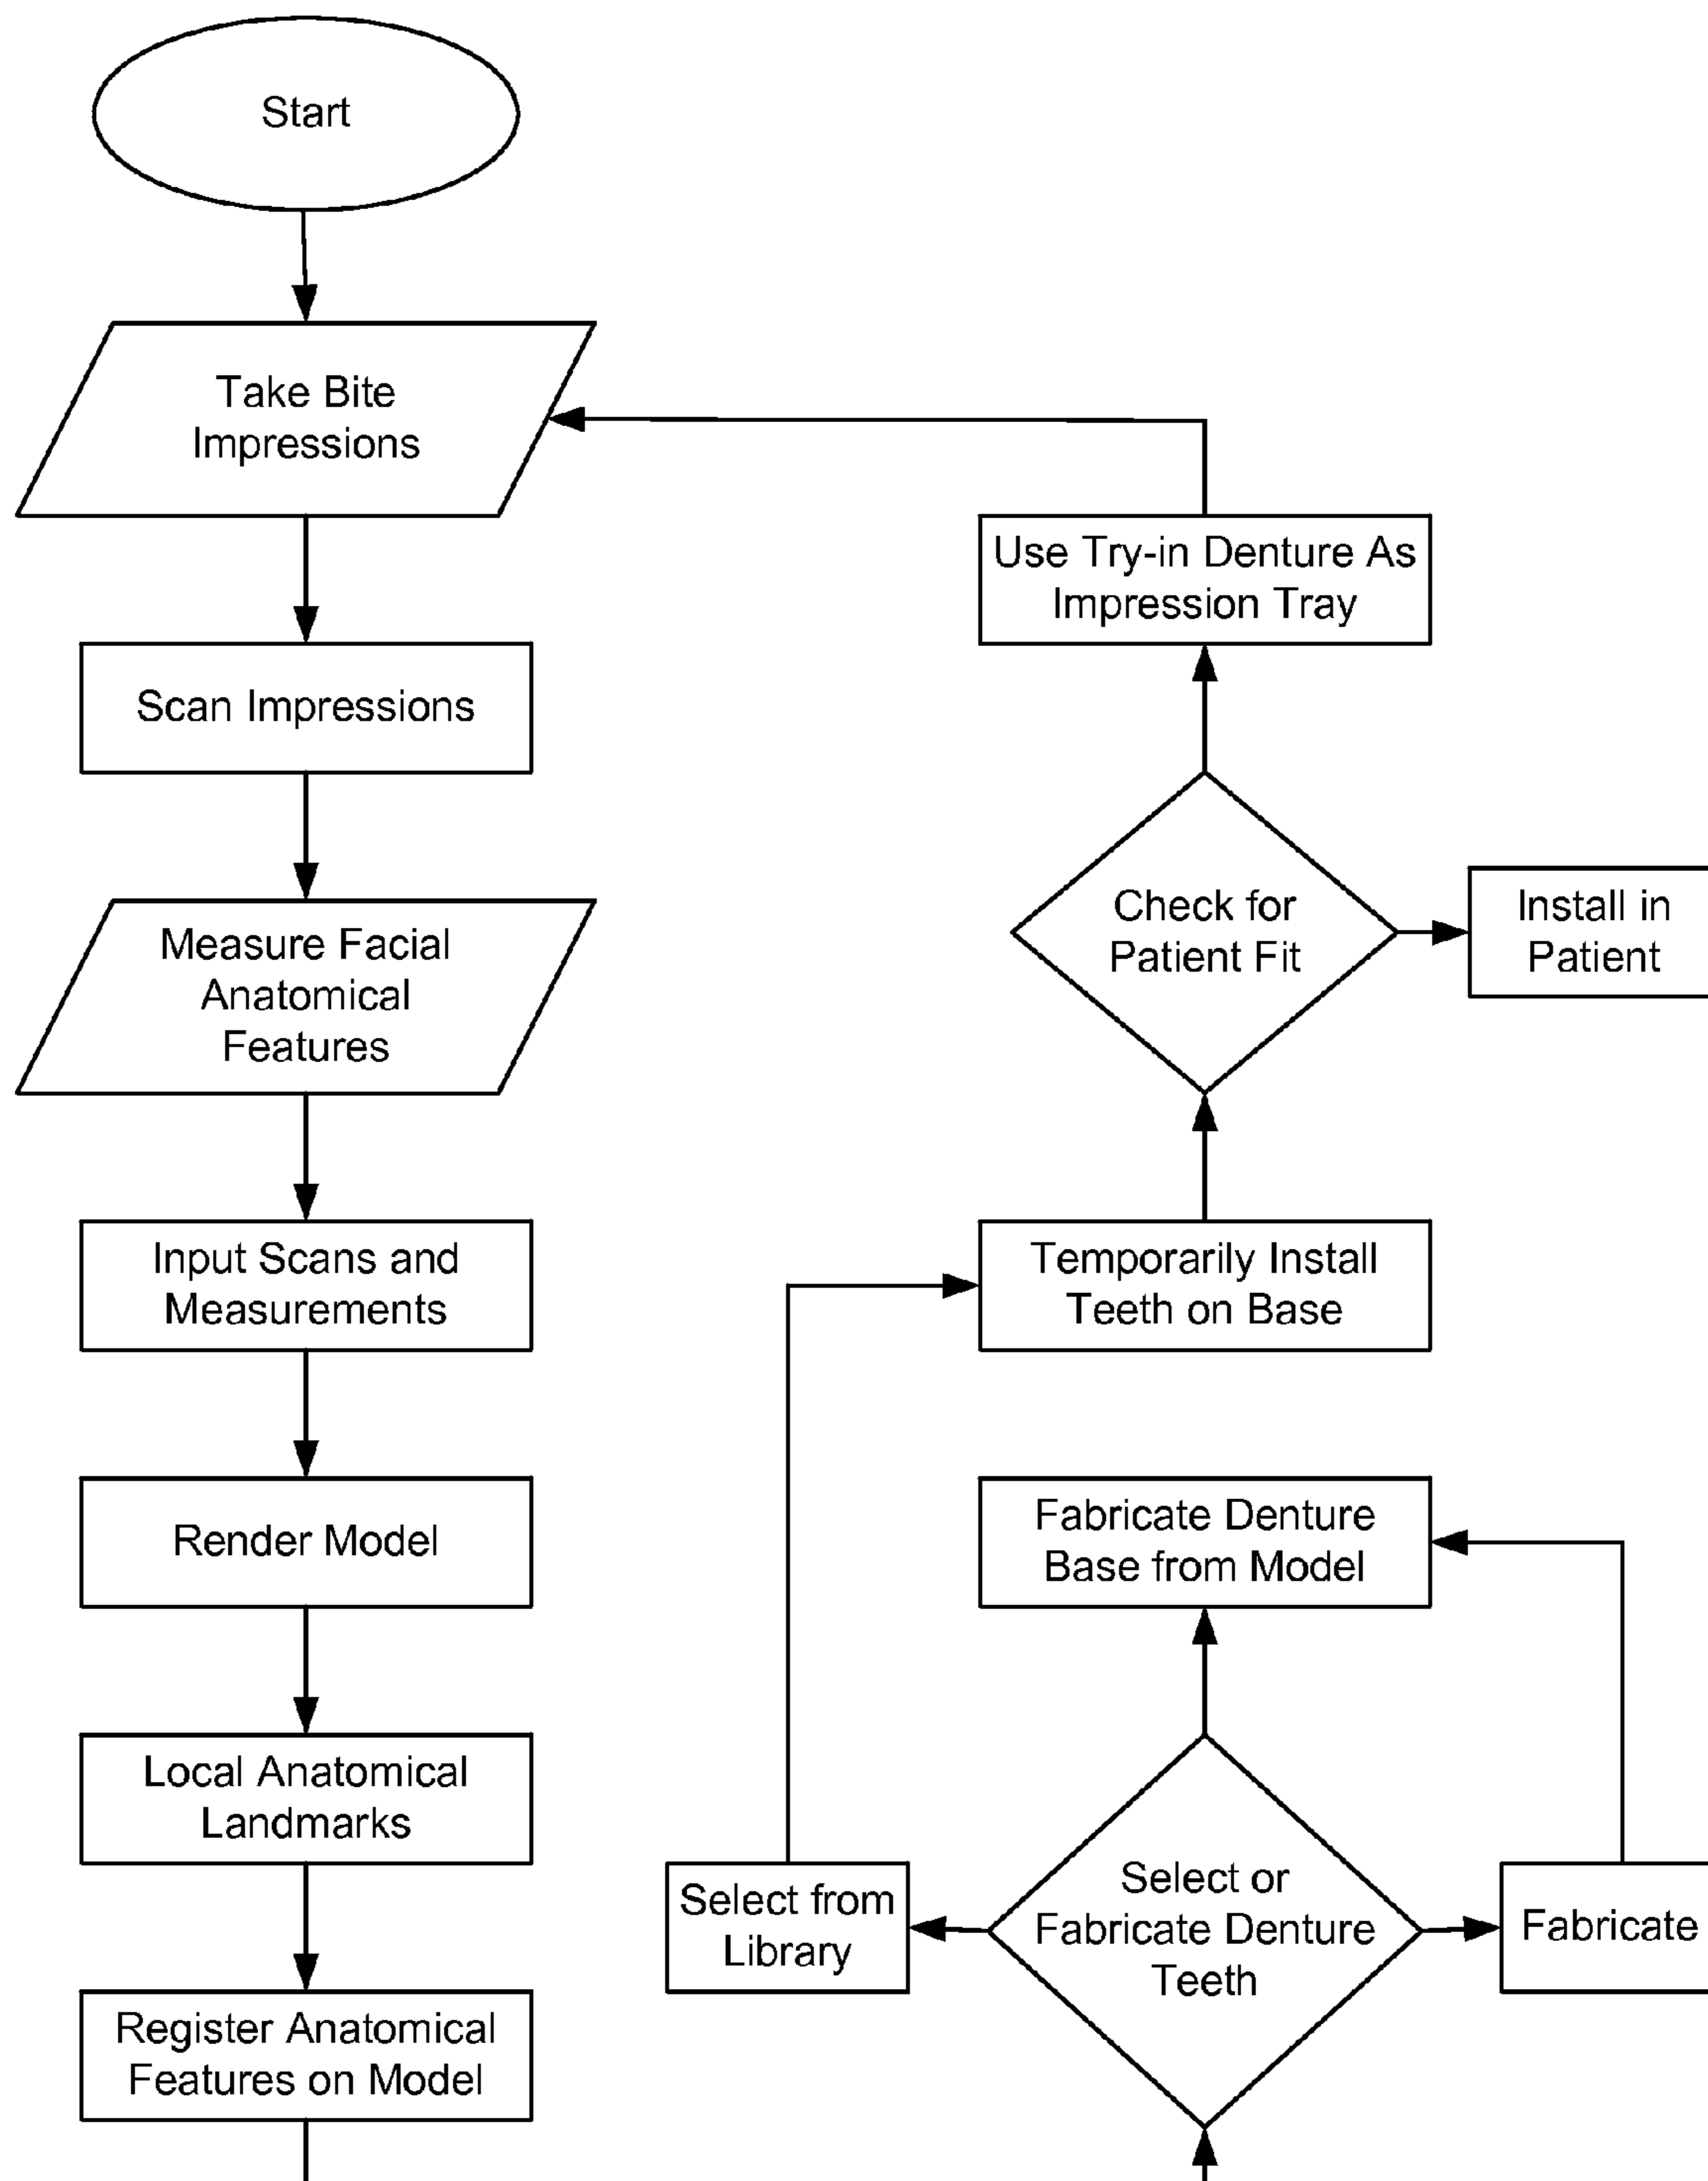 Start
Take Bite
Impressions
Scan Impressions
Measure Facial
Anatomical
Features
Input Scans and
Measurements
Render Model
Local Anatomical
Landmarks
Register Anatomical
Features on Model
Use Try-in Denture As
Impression Tray
Check for
Patient Fit
Install in
Patient
Temporarily Install
Teeth on Base
Fabricate Denture
Base from Model
Select from
Library
Select or
Fabricate Denture
Teeth
Fabricate